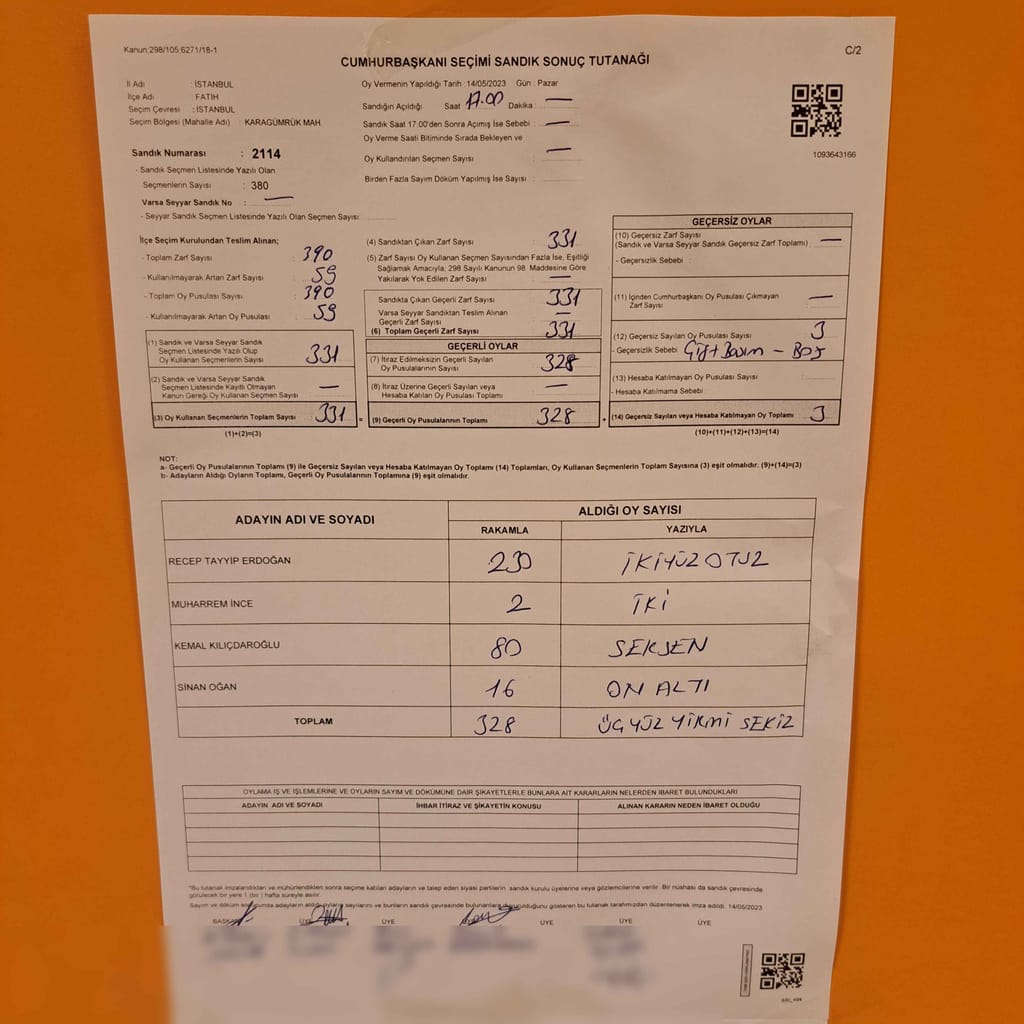 Kanun:298/105;6271/18-1
C/2
CUMHURBAŞKANI SEÇİMİ SANDIK SONUÇ TUTANAĞI
İl Adı : İSTANBUL
İlçe Adı : FATİH
Seçim Çevresi : İSTANBUL
Seçim Bölgesi (Mahalle Adı) : KARAGÜMRÜK MAH.
Sandık Numarası : 2114
- Sandık Seçmen Listesinde Yazılı Olan
Seçmenlerin Sayısı : 380
Varsa Seyyar Sandık No : —
- Seyyar Sandık Seçmen Listesinde Yazılı Olan Seçmen Sayısı:
Oy Vermenin Yapıldığı Tarih : 14/05/2023 Gün : Pazar
Sandığın Açıldığı Saat 17.00 Dakika : —
Sandık Saat 17:00'den Sonra Açımış İse Sebebi : —
Oy Verme Saati Bitiminde Sırada Bekleyen ve
Oy Kullandırılan Seçmen Sayısı : —
Birden Fazla Sayım Döküm Yapılmış İse Sayısı :
1093643166
İlçe Seçim Kurulundan Teslim Alınan;
- Toplam Zarf Sayısı : 390
- Kullanılmayarak Artan Zarf Sayısı : 59
- Toplam Oy Pusulası Sayısı : 390
- Kullanılmayarak Artan Oy Pusulası : 59
(1) Sandık ve Varsa Seyyar Sandık
Seçmen Listesinde Yazılı Olup
Oy Kullanan Seçmenlerin Sayısı 331
(2) Sandık ve Varsa Seyyar Sandık
Seçmen Listesinde Kayıtlı Olmayan
Kanun Gereği Oy Kullanan Seçmen Sayısı —
(3) Oy Kullanan Seçmenlerin Toplam Sayısı 331 =
(1)+(2)=(3)
(4) Sandıktan Çıkan Zarf Sayısı : 331
(5) Zarf Sayısı Oy Kullanan Seçmen Sayısından Fazla İse, Eşitliği
Sağlamak Amacıyla, 298 Sayılı Kanunun 98. Maddesine Göre
Yakılarak Yok Edilen Zarf Sayısı : —
Sandıkta Çıkan Geçerli Zarf Sayısı : 331
Varsa Seyyar Sandıktan Teslim Alınan
Geçerli Zarf Sayısı : —
(6) Toplam Geçerli Zarf Sayısı : 331
GEÇERLİ OYLAR
(7) İtiraz Edilmeksizin Geçerli Sayılan
Oy Pusulalarının Sayısı : 328
(8) İtiraz Üzerine Geçerli Sayılan veya
Hesaba Katılan Oy Pusulası Toplamı : —
(9) Geçerli Oy Pusulalarının Toplamı : 328 +
GEÇERSİZ OYLAR
(10) Geçersiz Zarf Sayısı
(Sandık ve Varsa Seyyar Sandık Geçersiz Zarf Toplamı) : —
- Geçersizlik Sebebi :
(11) İçinden Cumhurbaşkanı Oy Pusulası Çıkmayan
Zarf Sayısı : —
(12) Geçersiz Sayılan Oy Pusulası Sayısı : 3
- Geçersizlik Sebebi : Çift Basım - Boş
(13) Hesaba Katılmayan Oy Pusulası Sayısı :
- Hesaba Katılmama Sebebi :
(14) Geçersiz Sayılan veya Hesaba Katılmayan Oy Toplamı : 3
(10)+(11)+(12)+(13)=(14)
NOT:
a- Geçerli Oy Pusulalarının Toplamı (9) ile Geçersiz Sayılan veya Hesaba Katılmayan Oy Toplamı (14) Toplamları, Oy Kullanan Seçmenlerin Toplam Sayısına (3) eşit olmalıdır. (9)+(14)=(3)
b- Adayların Aldığı Oyların Toplamı, Geçerli Oy Pusulalarının Toplamına (9) eşit olmalıdır.
ADAYIN ADI VE SOYADI ALDIĞI OY SAYISI
RAKAMLA YAZIYLA
RECEP TAYYİP ERDOĞAN 230 İKİYÜZ OTUZ
MUHARREM İNCE 2 İKİ
KEMAL KILIÇDAROĞLU 80 SEKSEN
SİNAN OĞAN 16 ON ALTI
TOPLAM 328 ÜÇ YÜZ YİRMİ SEKİZ
OYLAMA İŞ VE İŞLEMLERİNE VE OYLARIN SAYIM VE DÖKÜMÜNE DAİR ŞİKAYETLERLE BUNLARA AİT KARARLARIN NELERDEN İBARET BULUNDUKLARI
ADAYIN ADI VE SOYADI İHBAR İTİRAZ VE ŞİKAYETİN KONUSU ALINAN KARARIN NEDEN İBARET OLDUĞU
*Bu tutanak imzalandıktan ve mühürlendikten sonra seçime katılan adayların ve talep eden siyasi partilerin sandık kurulu üyelerine veya gözlemcilerine verilir. Bir nüshası da sandık çevresinde
görülecek bir yere 1 (bir) hafta süreyle asılır.
Sayım ve döküm sonucunda adayların aldığı oyların sayılarını ve bunların sandık çevresinde bulunanlara duyurulduğunu gösteren bu tutanak tarafımızdan düzenlenerek imza edildi. 14/05/2023
BAŞKAN ÜYE ÜYE ÜYE ÜYE ÜYE